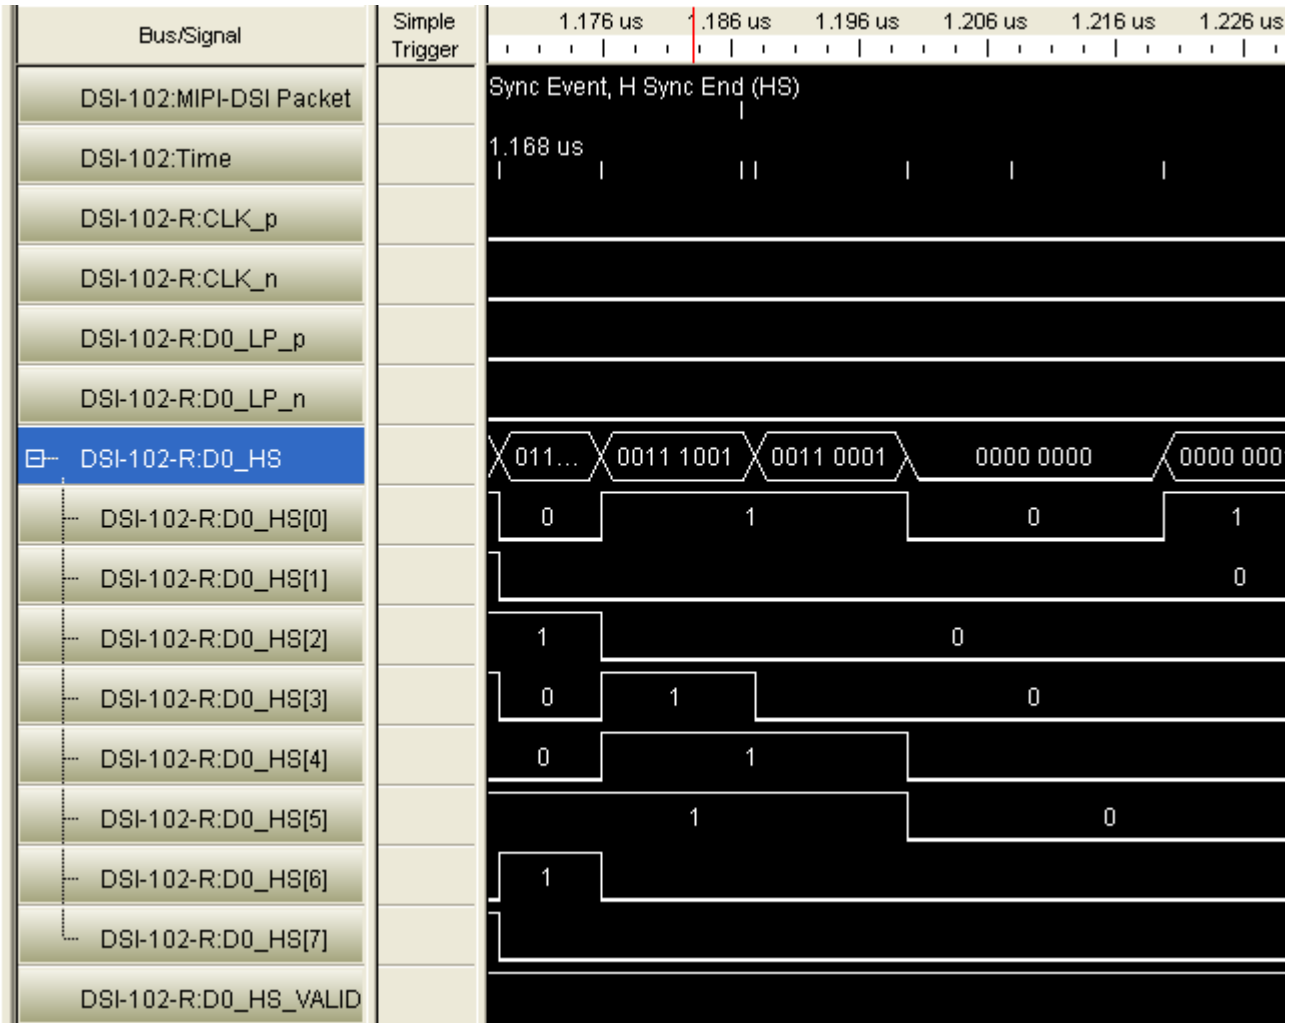 Bus/Signal
Simple Trigger
1.176 us 1.186 us 1.196 us 1.206 us 1.216 us 1.226 us
DSI-102:MIPI-DSI Packet
Sync Event, H Sync End (HS)
DSI-102:Time
1.168 us
DSI-102-R:CLK_p
DSI-102-R:CLK_n
DSI-102-R:D0_LP_p
DSI-102-R:D0_LP_n
DSI-102-R:D0_HS
011... 0011 1001 0011 0001 0000 0000 0000 000
DSI-102-R:D0_HS[0]
0 1 0 1
DSI-102-R:D0_HS[1]
0
DSI-102-R:D0_HS[2]
1 0
DSI-102-R:D0_HS[3]
0 1 0
DSI-102-R:D0_HS[4]
0 1
DSI-102-R:D0_HS[5]
1 0
DSI-102-R:D0_HS[6]
1
DSI-102-R:D0_HS[7]
DSI-102-R:D0_HS_VALID